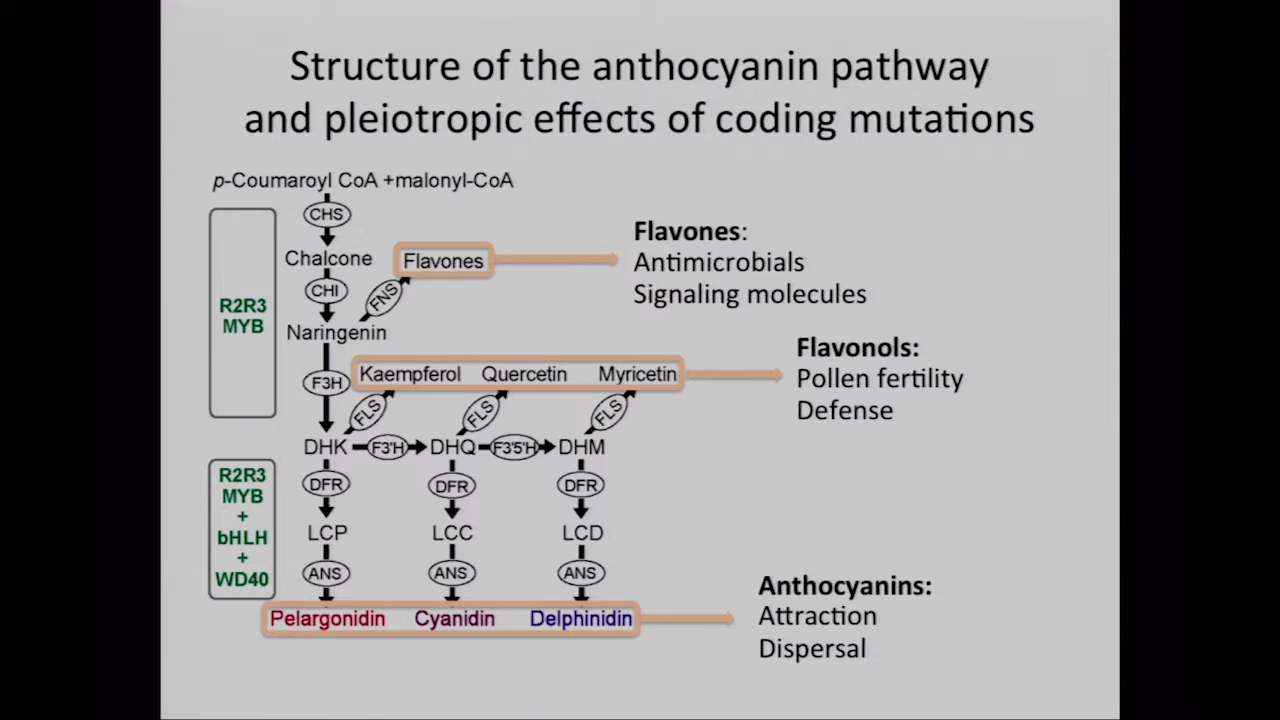 Structure of the anthocyanin pathway
and pleiotropic effects of coding mutations
p-Coumaroyl CoA +malonyl-CoA
CHS
Chalcone
Flavones
CHI
FNS
Naringenin
R2R3
MYB
F3H
Kaempferol Quercetin Myricetin
FLS FLS FLS
DHK F3'H DHQ F3'5'H DHM
R2R3
MYB
+
bHLH
+
WD40
DFR DFR DFR
LCP LCC LCD
ANS ANS ANS
Pelargonidin Cyanidin Delphinidin
Flavones:
Antimicrobials
Signaling molecules
Flavonols:
Pollen fertility
Defense
Anthocyanins:
Attraction
Dispersal